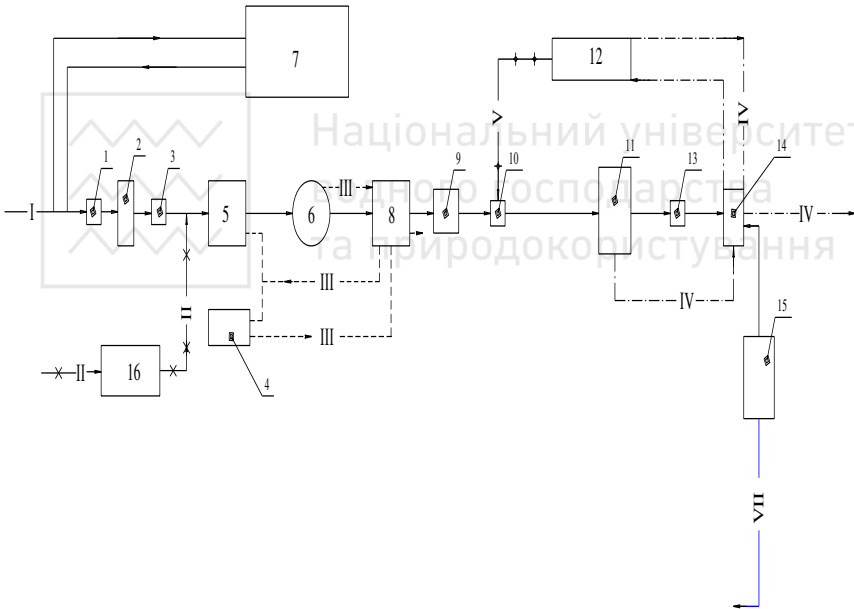 7
12
Національний університе
водного господарства
та природокористування
V
IV
1
2
3
9
10
11
13
14
I
5
6
8
III
IV
III
IV
II
III
4
15
II
16
VII